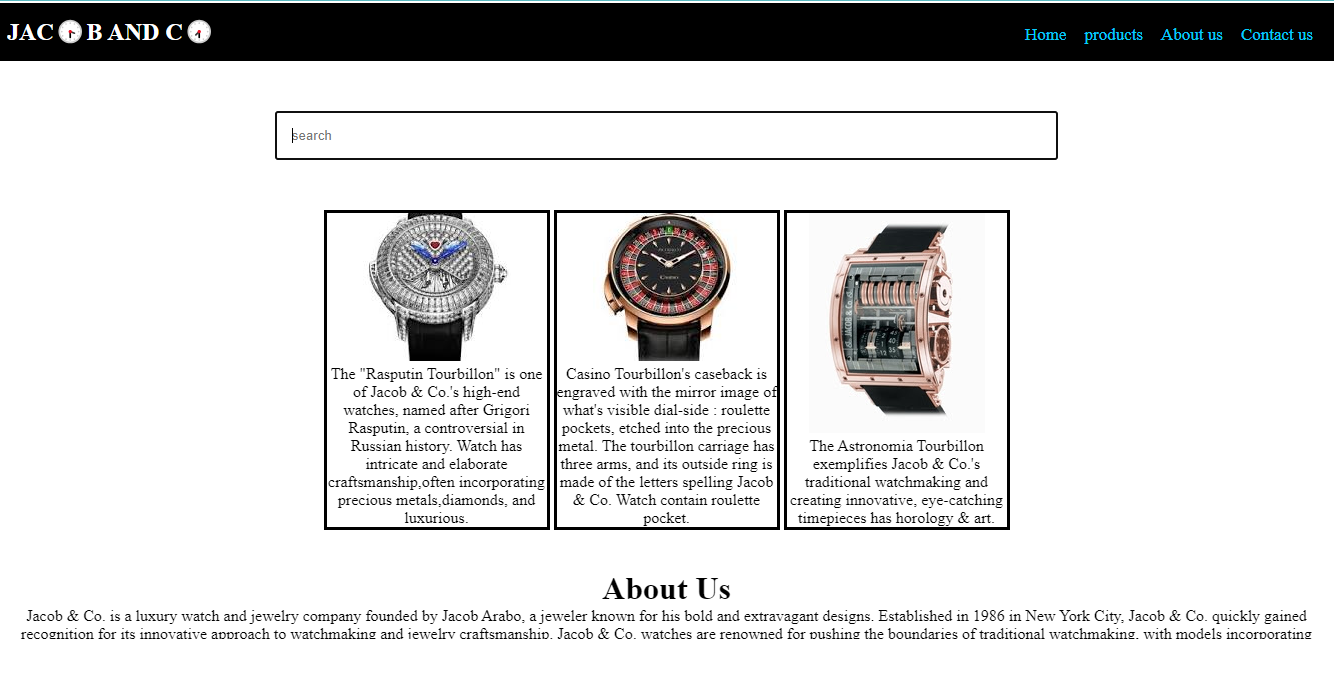 JAC🕡B AND C🕡
Home products About us Contact us
search
The "Rasputin Tourbillon" is one
of Jacob & Co.'s high-end
watches, named after Grigori
Rasputin, a controversial in
Russian history. Watch has
intricate and elaborate
craftsmanship,often incorporating
precious metals,diamonds, and
luxurious.
CASINO
Casino Tourbillon's caseback is
engraved with the mirror image of
what's visible dial-side : roulette
pockets, etched into the precious
metal. The tourbillon carriage has
three arms, and its outside ring is
made of the letters spelling Jacob
& Co. Watch contain roulette
pocket.
JACOB & Co
The Astronomia Tourbillon
exemplifies Jacob & Co.'s
traditional watchmaking and
creating innovative, eye-catching
timepieces has horology & art.
About Us
Jacob & Co. is a luxury watch and jewelry company founded by Jacob Arabo, a jeweler known for his bold and extravagant designs. Established in 1986 in New York City, Jacob & Co. quickly gained
recognition for its innovative approach to watchmaking and jewelry craftsmanship. Jacob & Co. watches are renowned for pushing the boundaries of traditional watchmaking, with models incorporating